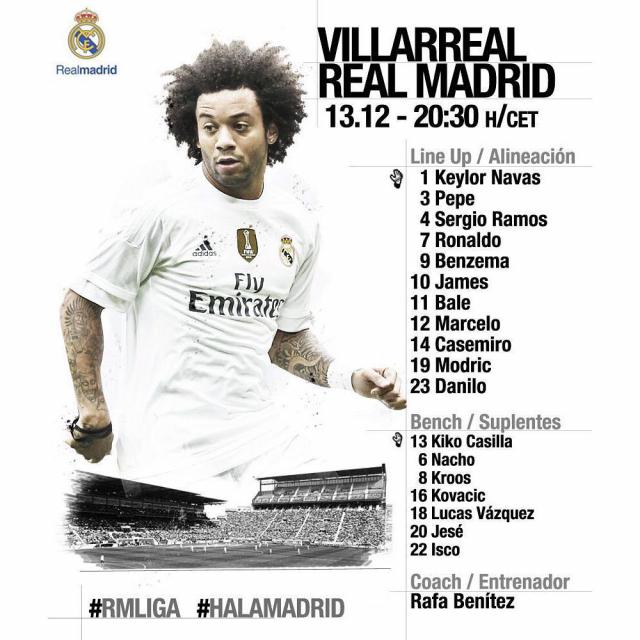 Realmadrid
VILLARREAL
REAL MADRID
13.12 - 20:30 H/CET
adidas
FIFA
Fly
Emirates
Line Up / Alineación
1 Keylor Navas
3 Pepe
4 Sergio Ramos
7 Ronaldo
9 Benzema
10 James
11 Bale
12 Marcelo
14 Casemiro
19 Modric
23 Danilo
Bench / Suplentes
13 Kiko Casilla
6 Nacho
8 Kroos
16 Kovacic
18 Lucas Vázquez
20 Jesé
22 Isco
Coach / Entrenador
Rafa Benítez
#RMLIGA #HALAMADRID